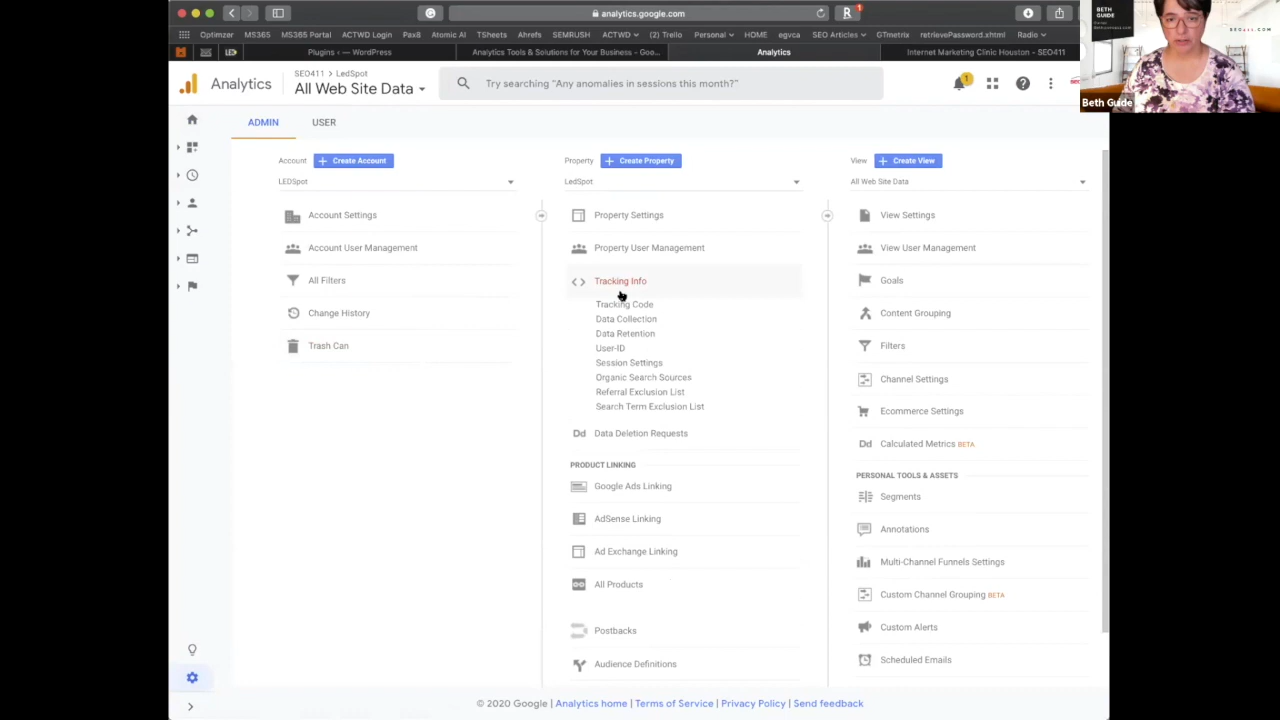 analytics.google.com
Optimzer MS365 MS365 Portal ACTWD Login Pax8 Atomic AI SEMRUSH Ahrefs ACTWD (2) Trello Personal HOME egvca SEO Articles GTmetrix retrievePassword.xhtml Radio
Plugins ‹ — WordPress
Analytics Tools & Solutions for Your Business - Goo...
Analytics
Internet Marketing Clinic Houston - SEO411
BETH
GUIDE
SEO411.COM
Beth Guide
Analytics
SEO411 > LedSpot
All Web Site Data
Try searching “Any anomalies in sessions this month?”
1
ADMIN
USER
Account
+ Create Account
LEDSpot
Account Settings
Account User Management
All Filters
Change History
Trash Can
Property
+ Create Property
LedSpot
Property Settings
Property User Management
Tracking Info
Tracking Code
Data Collection
Data Retention
User-ID
Session Settings
Organic Search Sources
Referral Exclusion List
Search Term Exclusion List
Dd Data Deletion Requests
PRODUCT LINKING
Google Ads Linking
AdSense Linking
Ad Exchange Linking
All Products
Postbacks
Audience Definitions
View
+ Create View
All Web Site Data
View Settings
View User Management
Goals
Content Grouping
Filters
Channel Settings
Ecommerce Settings
Dd Calculated Metrics BETA
PERSONAL TOOLS & ASSETS
Segments
Annotations
Multi-Channel Funnels Settings
Custom Channel Grouping BETA
Custom Alerts
Scheduled Emails
© 2020 Google | Analytics home | Terms of Service | Privacy Policy | Send feedback